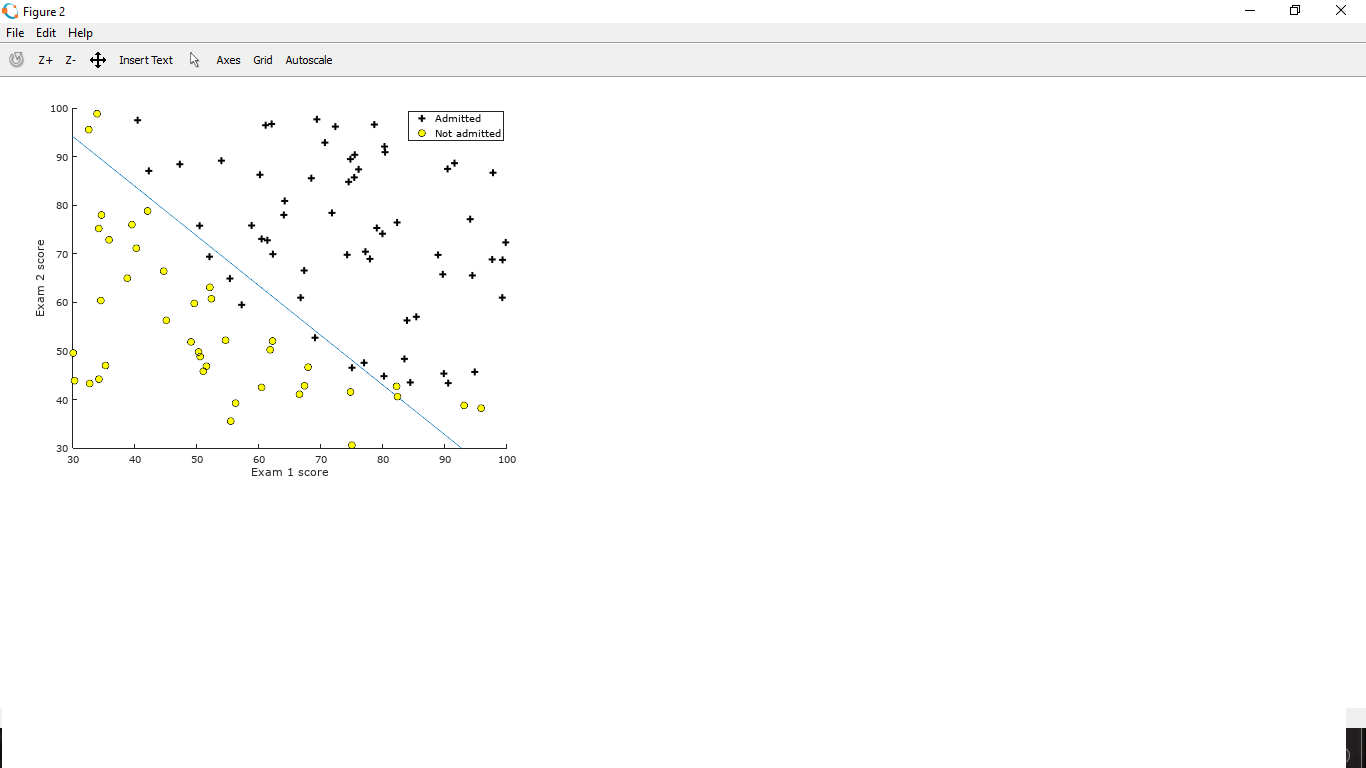 Figure 2
File Edit Help
Z+ Z- Insert Text Axes Grid Autoscale
100
90
80
70
60
50
40
30
Exam 2 score
Admitted
Not admitted
30 40 50 60 70 80 90 100
Exam 1 score